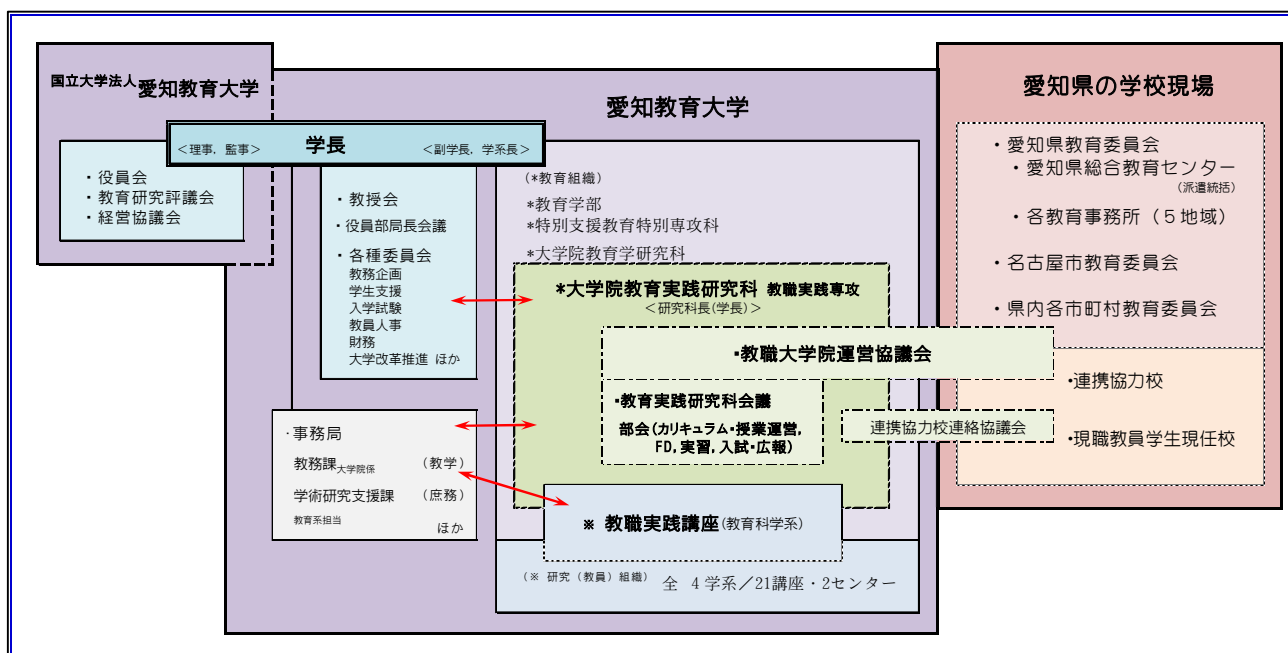 国立大学法人愛知教育大学
・役員会
・教育研究評議会
・経営協議会
＜理事，監事＞ 学長 ＜副学長，学系長＞
愛知教育大学
・教授会
・役員部局長会議
・各種委員会
教務企画
学生支援
入学試験
教員人事
財務
大学改革推進 ほか
・事務局
教務課大学院係 （教学）
学術研究支援課 （庶務）
教育系担当 ほか
（*教育組織）
*教育学部
*特別支援教育特別専攻科
*大学院教育学研究科
*大学院教育実践研究科 教職実践専攻
＜研究科長(学長)＞
・教職大学院運営協議会
・教育実践研究科会議
部会（カリキュラム・授業運営，
FD，実習，入試・広報）
連携協力校連絡協議会
※ 教職実践講座(教育科学系)
（※ 研究（教員）組織） 全 4学系／21講座・2センター
愛知県の学校現場
・愛知県教育委員会
・愛知県総合教育センター
（派遣統括）
・各教育事務所（５地域）
・名古屋市教育委員会
・県内各市町村教育委員会
・連携協力校
・現職教員学生現任校